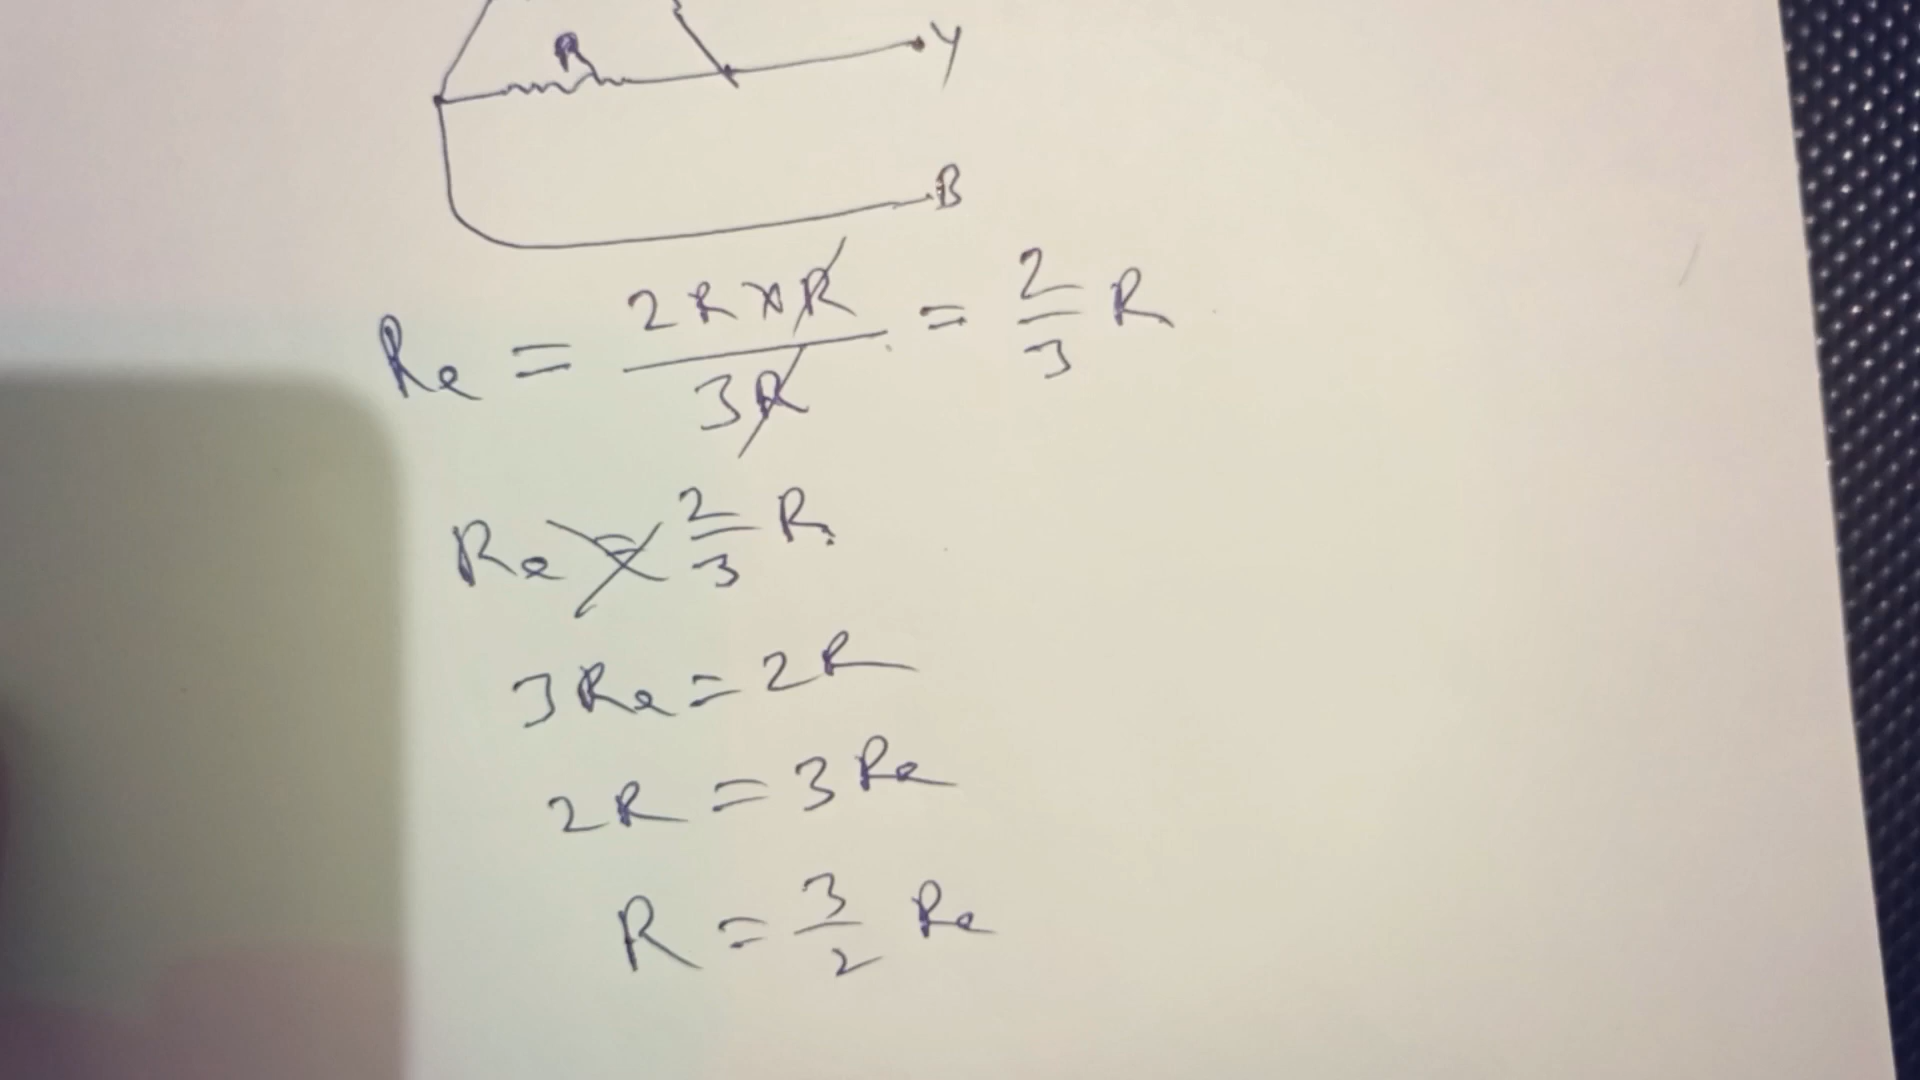 R
Y
B
Re = 2R×R / 3R = 2/3 R
Re = 2/3 R
3Re = 2R
2R = 3Re
R = 3/2 Re